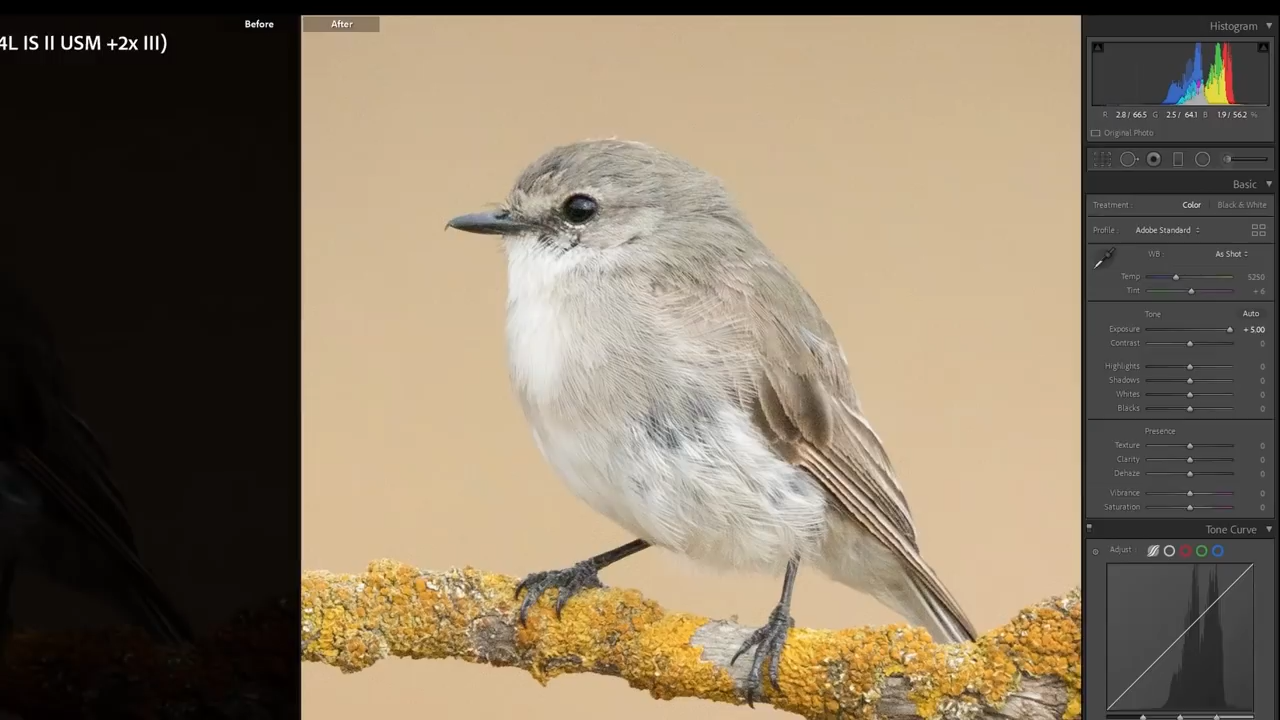 Before
After
4L IS II USM +2x III)
Histogram
R 2.8 / 66.5 G 2.5 / 64.1 B 1.9 / 56.2 %
Original Photo
Basic
Treatment : Color Black & White
Profile : Adobe Standard
WB : As Shot
Temp 5250
Tint + 6
Tone Auto
Exposure + 5.00
Contrast 0
Highlights 0
Shadows 0
Whites 0
Blacks 0
Presence
Texture 0
Clarity 0
Dehaze 0
Vibrance 0
Saturation 0
Tone Curve
Adjust :